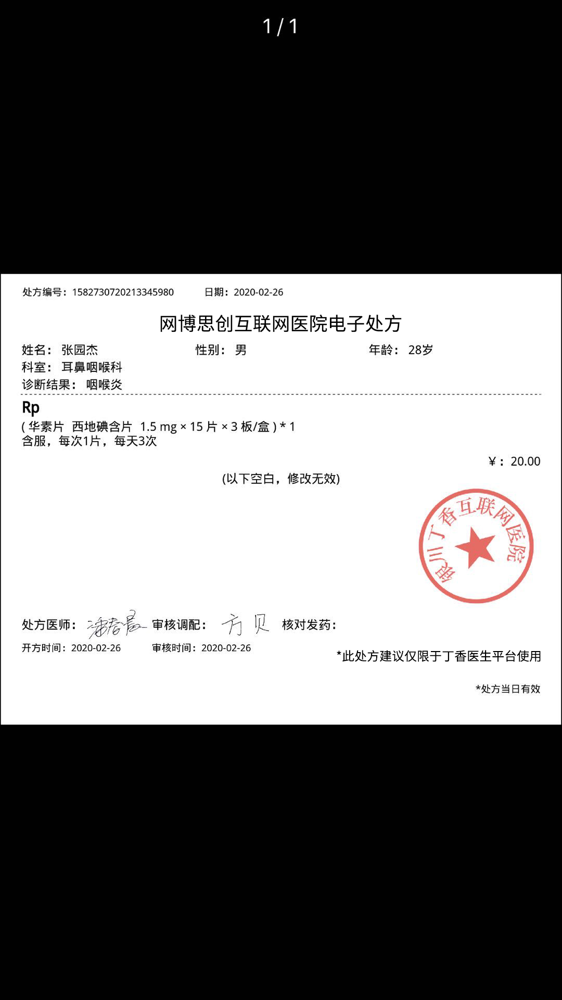 1 / 1
处方编号：1582730720213345980 日期：2020-02-26
网博思创互联网医院电子处方
姓名： 张园杰 性别： 男 年龄： 28岁
科室： 耳鼻咽喉科
诊断结果： 咽喉炎
Rp
( 华素片 西地碘含片 1.5 mg × 15 片 × 3 板/盒 ) * 1
含服，每次1片，每天3次
￥： 20.00
(以下空白，修改无效)
银川丁香互联网医院
处方医师： 潘春晨 审核调配： 方贝 核对发药：
开方时间：2020-02-26 审核时间：2020-02-26
*此处方建议仅限于丁香医生平台使用
*处方当日有效